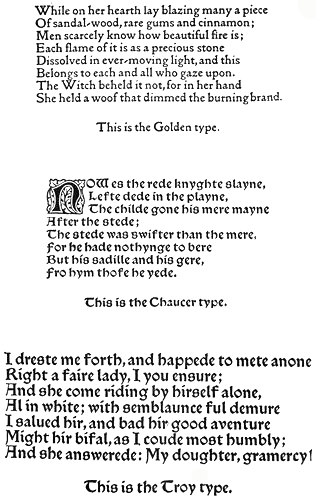 While on her hearth lay blazing many a piece
Of sandal-wood, rare gums and cinnamon;
Men scarcely know how beautiful fire is;
Each flame of it is as a precious stone
Dissolved in ever-moving light, and this
Belongs to each and all who gaze upon.
The Witch beheld it not, for in her hand
She held a woof that dimmed the burning brand.
This is the Golden type.
NOW es the rede knyghte slayne,
Lefte dede in the playne,
The childe gone his mere mayne
After the stede;
The stede was swifter than the mere,
for he hade nothynge to bere
But his sadille and his gere,
fro hym thofe he yede.
This is the Chaucer type.
I dreste me forth, and happede to mete anone
Right a faire lady, I you ensure;
And she come riding by hirself alone,
Al in white; with semblaunce ful demure
I salued hir, and bad hir good aventure
Might hir bifal, as I coude most humbly;
And she answerede: My doughter, gramercy!
This is the Troy type.